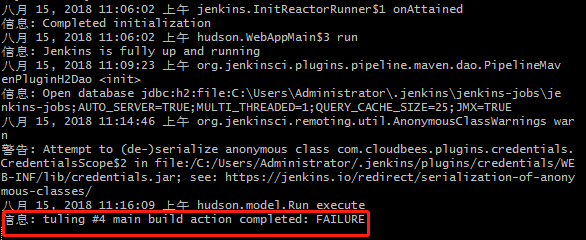 八月 15, 2018 11:06:02 上午 jenkins.InitReactorRunner$1 onAttained
信息: Completed initialization
八月 15, 2018 11:06:02 上午 hudson.WebAppMain$3 run
信息: Jenkins is fully up and running
八月 15, 2018 11:09:23 上午 org.jenkinsci.plugins.pipeline.maven.dao.PipelineMav
enPluginH2Dao <init>
信息: Open database jdbc:h2:file:C:\Users\Administrator\.jenkins\jenkins-jobs\je
nkins-jobs;AUTO_SERVER=TRUE;MULTI_THREADED=1;QUERY_CACHE_SIZE=25;JMX=TRUE
八月 15, 2018 11:14:46 上午 org.jenkinsci.remoting.util.AnonymousClassWarnings war
n
警告: Attempt to (de-)serialize anonymous class com.cloudbees.plugins.credentials.
CredentialsScope$2 in file:/C:/Users/Administrator/.jenkins/plugins/credentials/WE
B-INF/lib/credentials.jar; see: https://jenkins.io/redirect/serialization-of-anony
mous-classes/
八月 15, 2018 11:16:09 上午 hudson.model.Run execute
信息: tuling #4 main build action completed: FAILURE